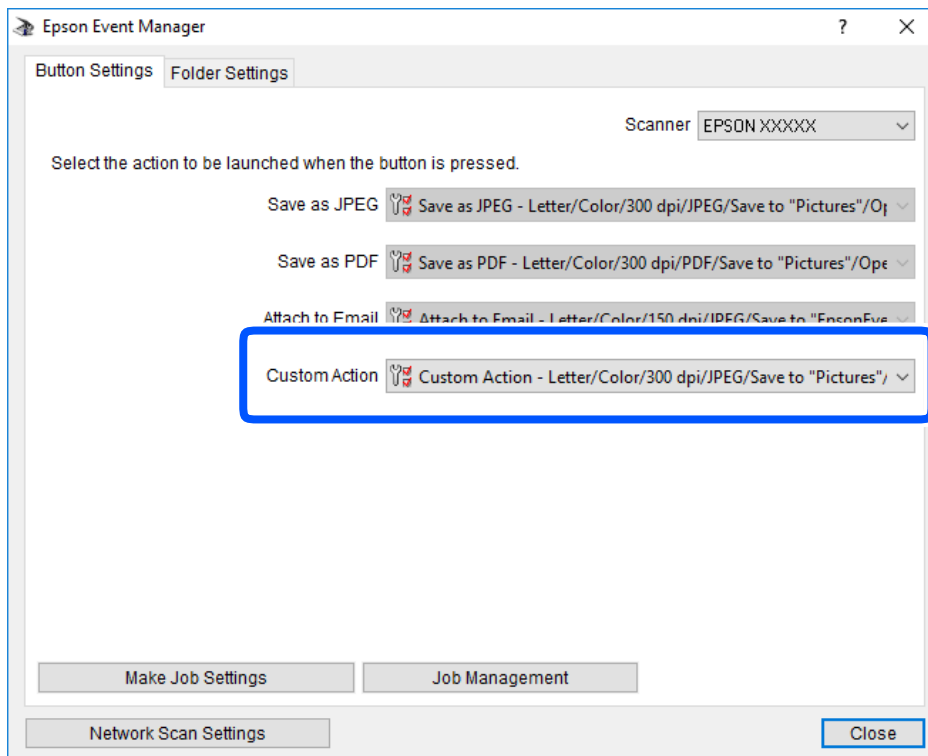 Epson Event Manager
Button Settings
Folder Settings
Scanner EPSON XXXXX
Select the action to be launched when the button is pressed.
Save as JPEG Save as JPEG - Letter/Color/300 dpi/JPEG/Save to "Pictures"/Op
Save as PDF Save as PDF - Letter/Color/300 dpi/PDF/Save to "Pictures"/Ope
Attach to Email Attach to Email - Letter/Color/150 dpi/JPEG/Save to "EpsonEve
Custom Action Custom Action - Letter/Color/300 dpi/JPEG/Save to "Pictures"/
Make Job Settings
Job Management
Network Scan Settings
Close